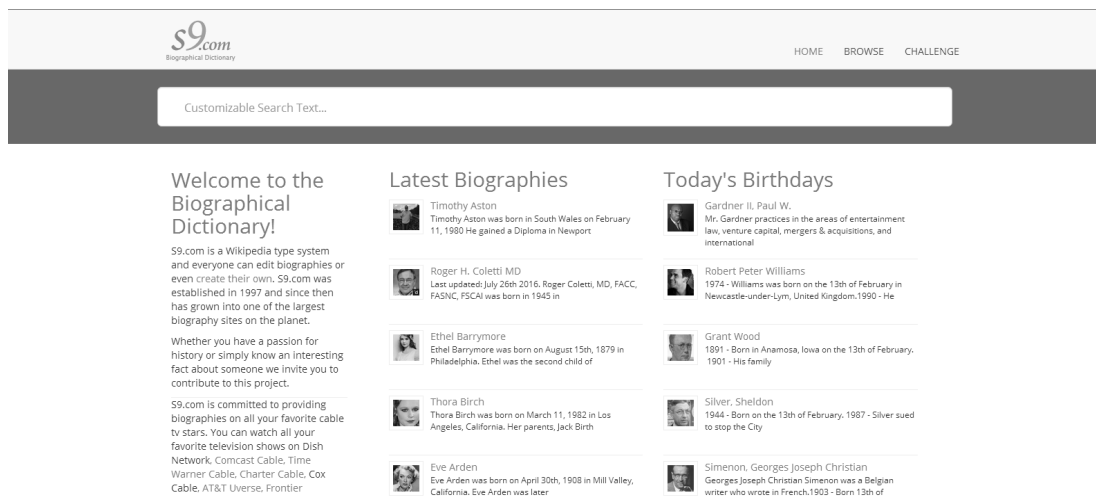 S9.com
Biographical Dictionary
HOME BROWSE CHALLENGE
Customizable Search Text...
Welcome to the
Biographical
Dictionary!
S9.com is a Wikipedia type system
and everyone can edit biographies or
even create their own. S9.com was
established in 1997 and since then
has grown into one of the largest
biography sites on the planet.
Whether you have a passion for
history or simply know an interesting
fact about someone we invite you to
contribute to this project.
S9.com is committed to providing
biographies on all your favorite cable
tv stars. You can watch all your
favorite television shows on Dish
Network, Comcast Cable, Time
Warner Cable, Charter Cable, Cox
Cable, AT&T Uverse, Frontier
Latest Biographies
Timothy Aston
Timothy Aston was born in South Wales on February
11, 1980 He gained a Diploma in Newport
Roger H. Coletti MD
Last updated: July 26th 2016. Roger Coletti, MD, FACC,
FASNC, FSCAI was born in 1945 in
Ethel Barrymore
Ethel Barrymore was born on August 15th, 1879 in
Philadelphia. Ethel was the second child of
Thora Birch
Thora Birch was born on March 11, 1982 in Los
Angeles, California. Her parents, Jack Birth
Eve Arden
Eve Arden was born on April 30th, 1908 in Mill Valley,
California. Eve Arden was later
Today's Birthdays
Gardner II, Paul W.
Mr. Gardner practices in the areas of entertainment
law, venture capital, mergers & acquisitions, and
international
Robert Peter Williams
1974 - Williams was born on the 13th of February in
Newcastle-under-Lym, United Kingdom.1990 - He
Grant Wood
1891 - Born in Anamosa, Iowa on the 13th of February.
1901 - His family
Silver, Sheldon
1944 - Born on the 13th of February. 1987 - Silver sued
to stop the City
Simenon, Georges Joseph Christian
Georges Joseph Christian Simenon was a Belgian
writer who wrote in French.1903 - Born 13th of